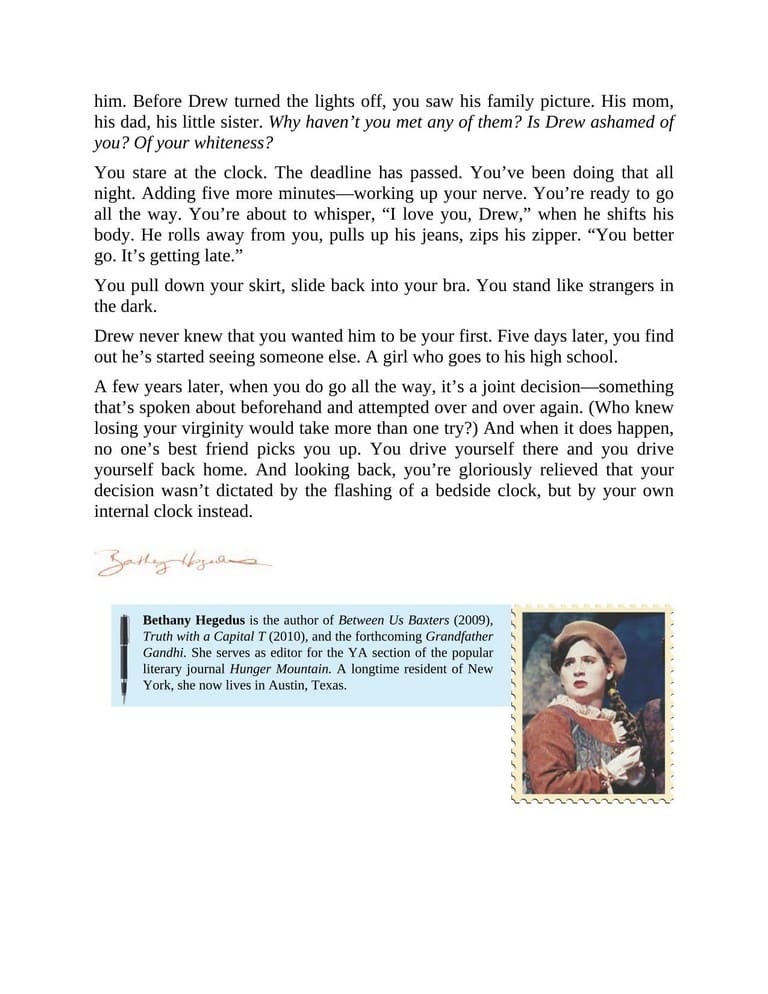 him. Before Drew turned the lights off, you saw his family picture. His mom,
his dad, his little sister. Why haven’t you met any of them? Is Drew ashamed of
you? Of your whiteness?
You stare at the clock. The deadline has passed. You’ve been doing that all
night. Adding five more minutes—working up your nerve. You’re ready to go
all the way. You’re about to whisper, “I love you, Drew,” when he shifts his
body. He rolls away from you, pulls up his jeans, zips his zipper. “You better
go. It’s getting late.”
You pull down your skirt, slide back into your bra. You stand like strangers in
the dark.
Drew never knew that you wanted him to be your first. Five days later, you find
out he’s started seeing someone else. A girl who goes to his high school.
A few years later, when you do go all the way, it’s a joint decision—something
that’s spoken about beforehand and attempted over and over again. (Who knew
losing your virginity would take more than one try?) And when it does happen,
no one’s best friend picks you up. You drive yourself there and you drive
yourself back home. And looking back, you’re gloriously relieved that your
decision wasn’t dictated by the flashing of a bedside clock, but by your own
internal clock instead.
Bethany Hegedus
Bethany Hegedus is the author of Between Us Baxters (2009),
Truth with a Capital T (2010), and the forthcoming Grandfather
Gandhi. She serves as editor for the YA section of the popular
literary journal Hunger Mountain. A longtime resident of New
York, she now lives in Austin, Texas.